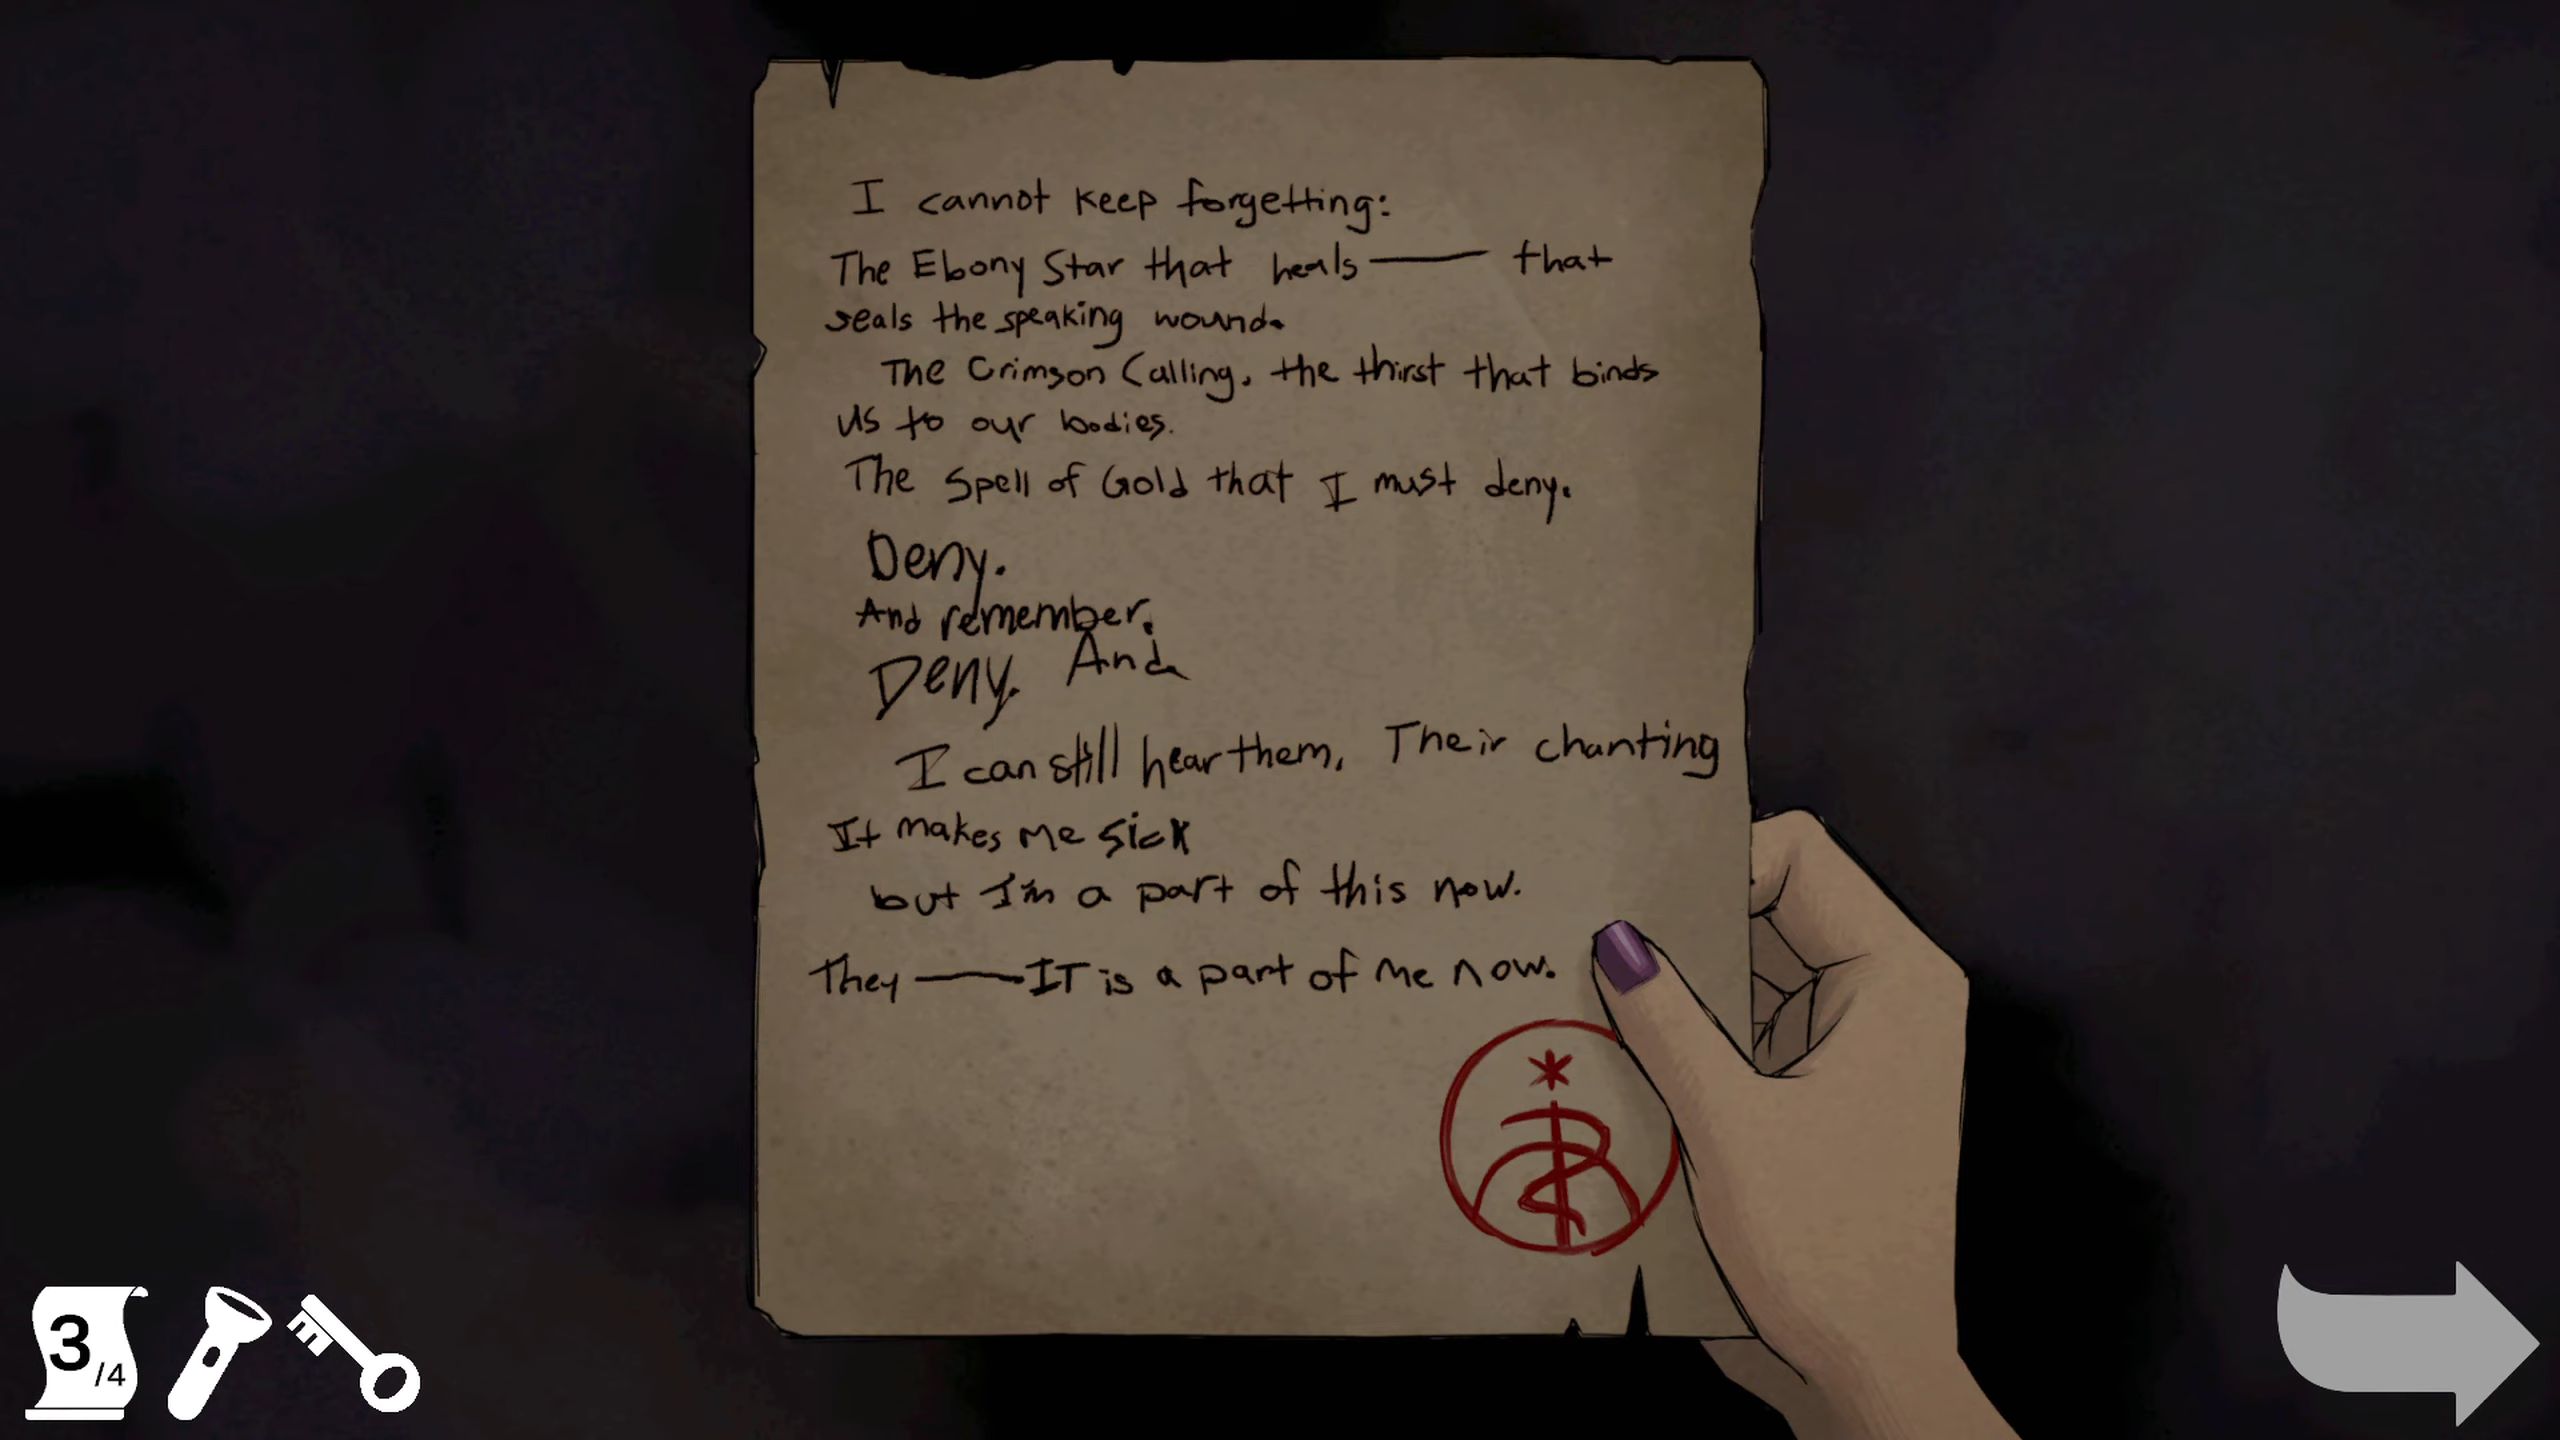 I cannot keep forgetting:
The Ebony Star that heals — that
seals the speaking wound.
The Crimson Calling, the thirst that binds
us to our bodies.
The Spell of Gold that I must deny.
Deny.
And remember.
Deny. And
I can still hear them, Their chanting
It makes me sick
but I'm a part of this now.
They — IT is a part of me now.
3/4